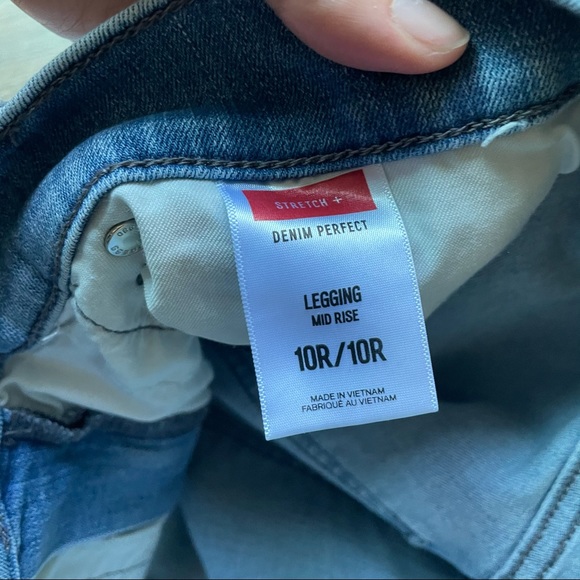 STRETCH +
DENIM PERFECT
LEGGING
MID RISE
10R/10R
MADE IN VIETNAM
FABRIQUÉ AU VIETNAM